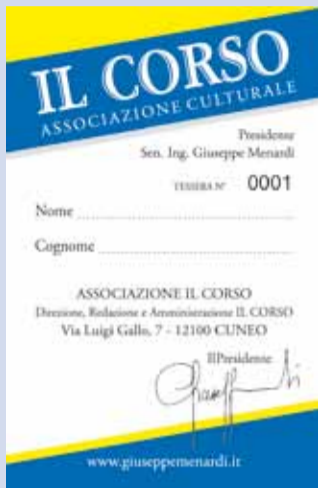 IL CORSO
ASSOCIAZIONE CULTURALE
Presidente
Sen. Ing. Giuseppe Menardi
TESSERA N° 0001
Nome
Cognome
ASSOCIAZIONE IL CORSO
Direzione, Redazione e Amministrazione IL CORSO
Via Luigi Gallo, 7 - 12100 CUNEO
IlPresidente
www.giuseppemenardi.it